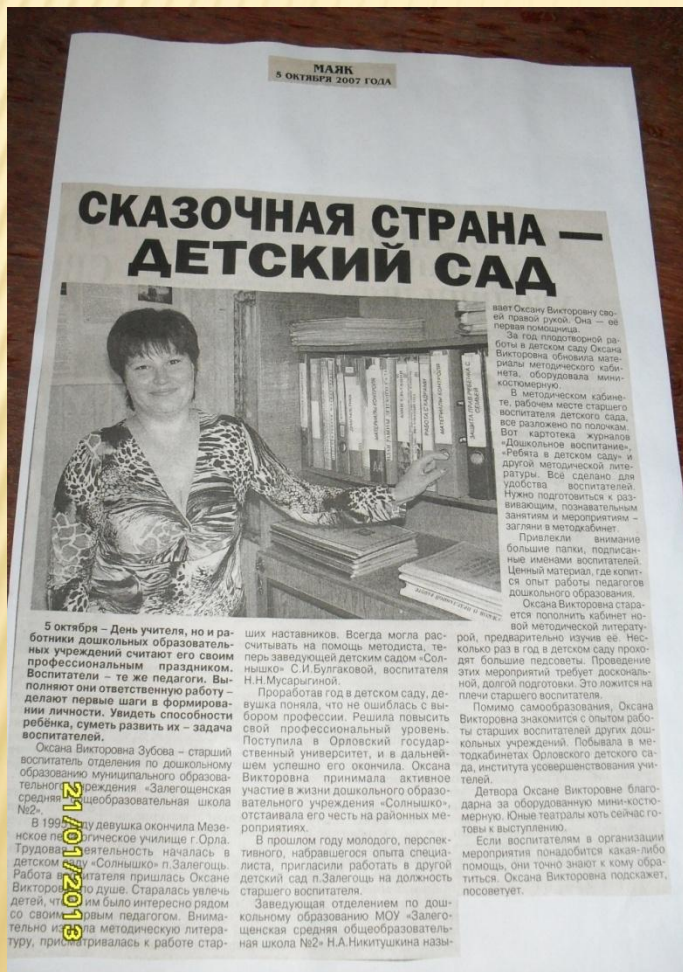 МАЯК
5 ОКТЯБРЯ 2007 ГОДА
СКАЗОЧНАЯ СТРАНА —
ДЕТСКИЙ САД
МАТЕРИАЛЫ КОНТРОЛЯ
РАБОТА С КАДРАМИ
МАТЕРИАЛЫ КОНТРОЛЯ
ЗАЩИТА ПРАВ РЕБЁНКА
5 октября – День учителя, но и ра-
ботники дошкольных образователь-
ных учреждений считают его своим
профессиональным праздником.
Воспитатели – те же педагоги. Вы-
полняют они ответственную работу –
делают первые шаги в формирова-
нии личности. Увидеть способности
ребёнка, суметь развить их – задача
воспитателей.
Оксана Викторовна Зубова – старший
воспитатель отделения по дошкольному
образованию муниципального образова-
тельного учреждения «Залегощенская
средняя общеобразовательная школа
№2».
В 1995 году девушка окончила Мезен-
ское педагогическое училище г.Орла.
Трудовая деятельность началась в
детском саду «Солнышко» п.Залегощь.
Работа воспитателя пришлась Оксане
Викторовне по душе. Старалась увлечь
детей, чтобы им было интересно рядом
со своим первым педагогом. Внима-
тельно изучала методическую литера-
туру, присматривалась к работе стар-
ших наставников. Всегда могла рас-
считывать на помощь методиста, те-
перь заведующей детским садом «Сол-
нышко» С.И.Булгаковой, воспитателя
Н.Н.Мусарыгиной.
Проработав год в детском саду, де-
вушка поняла, что не ошиблась с вы-
бором профессии. Решила повысить
свой профессиональный уровень.
Поступила в Орловский государ-
ственный университет, и в дальней-
шем успешно его окончила. Оксана
Викторовна принимала активное
участие в жизни дошкольного образо-
вательного учреждения «Солнышко»,
отстаивала его честь на районных ме-
роприятиях.
В прошлом году молодого, перспек-
тивного, набравшегося опыта специа-
листа, пригласили работать в другой
детский сад п.Залегощь на должность
старшего воспитателя.
Заведующая отделением по дош-
кольному образованию МОУ «Залего-
щенская средняя общеобразователь-
ная школа №2» Н.А.Никитушкина назы-
вает Оксану Викторовну сво-
ей правой рукой. Она — её
первая помощница.
За год плодотворной ра-
боты в детском саду Оксана
Викторовна обновила мате-
риалы методического каби-
нета, оборудовала мини-
костюмерную.
В методическом кабине-
те, рабочем месте старшего
воспитателя детского сада,
все разложено по полочкам.
Вот картотека журналов
«Дошкольное воспитание»,
«Ребята в детском саду» и
другой методической лите-
ратуры. Всё сделано для
удобства воспитателей.
Нужно подготовиться к раз-
вивающим, познавательным
занятиям и мероприятиям –
загляни в методкабинет.
Привлекли внимание
большие папки, подписан-
ные именами воспитателей.
Ценный материал, где копит-
ся опыт работы педагогов
дошкольного образования.
Оксана Викторовна стара-
ется пополнить кабинет но-
вой методической литерату-
рой, предварительно изучив её. Нес-
колько раз в год в детском саду прохо-
дят большие педсоветы. Проведение
этих мероприятий требует доскональ-
ной, долгой подготовки. Это ложится на
плечи старшего воспитателя.
Помимо самообразования, Оксана
Викторовна знакомится с опытом рабо-
ты старших воспитателей других дош-
кольных учреждений. Побывала в ме-
тодкабинетах Орловского детского са-
да, института усовершенствования учи-
телей.
Детвора Оксане Викторовне благо-
дарна за оборудованную мини-костю-
мерную. Юные театралы хоть сейчас го-
товы к выступлению.
Если воспитателям в организации
мероприятия понадобится какая-либо
помощь, они точно знают к кому обра-
титься. Оксана Викторовна подскажет,
посоветует.
21/01/2013